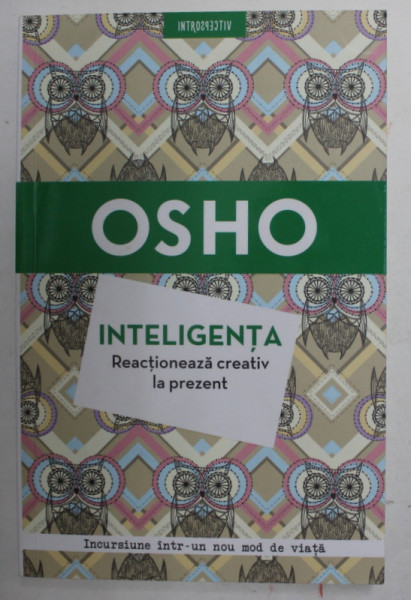 INTROSPECTIV
OSHO
INTELIGENȚA
Reacționează creativ
la prezent
Incursiune într-un nou mod de viață